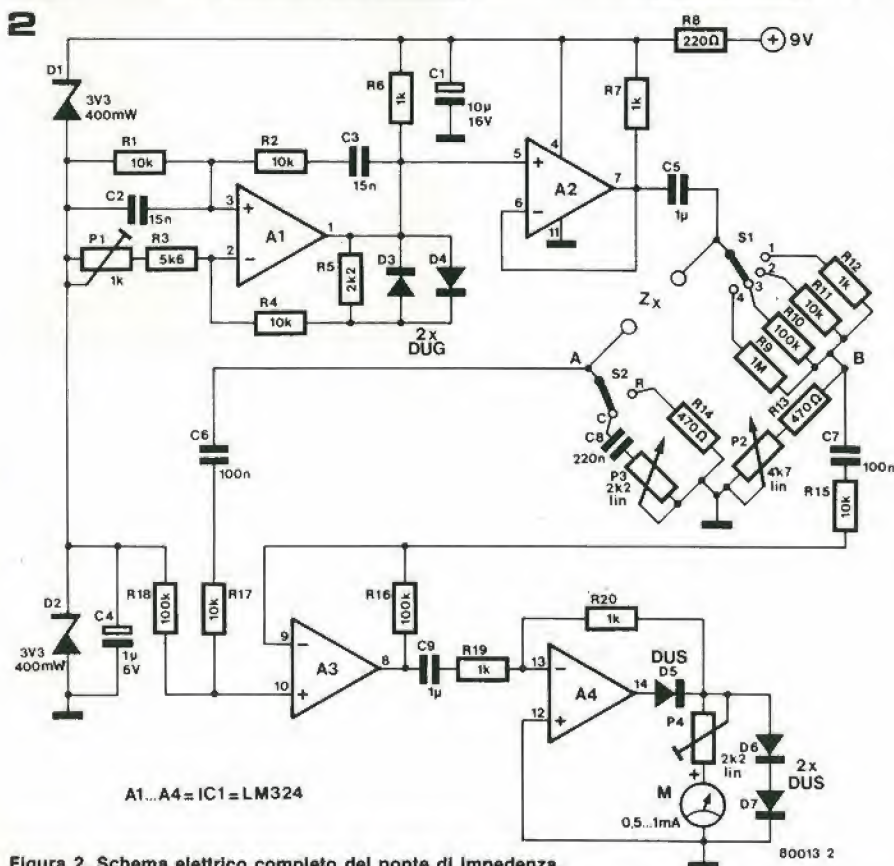 2
D1
3V3
400mW
R1
10k
C2
15n
P1
1k
R3
5k6
R2
10k
C3
15n
3
+
A1
1
2
-
R4
10k
R5
2k2
D3
D4
2x
DUG
R6
1k
C1
10µ
16V
5
+
4
A2
7
6
-
11
R7
1k
R8
220Ω
+
9V
C5
1µ
S1
1
2
3
4
R12
1k
R11
10k
R10
100k
R9
1M
Zx
A
B
S2
R
C
C8
220n
R14
470Ω
P3
2k2
lin
R13
470Ω
P2
4k7
lin
C7
100n
R15
10k
C6
100n
D2
3V3
400mW
C4
1µ
6V
R18
100k
R17
10k
9
-
A3
8
10
+
R16
100k
C9
1µ
R19
1k
R20
1k
13
-
A4
14
12
+
DUS
D5
P4
2k2
lin
D6
2x
DUS
D7
+
M
0,5...1mA
A1...A4 = IC1 = LM324
80013 2
Figura 2. Schema elettrico completo del ponte di impedenza